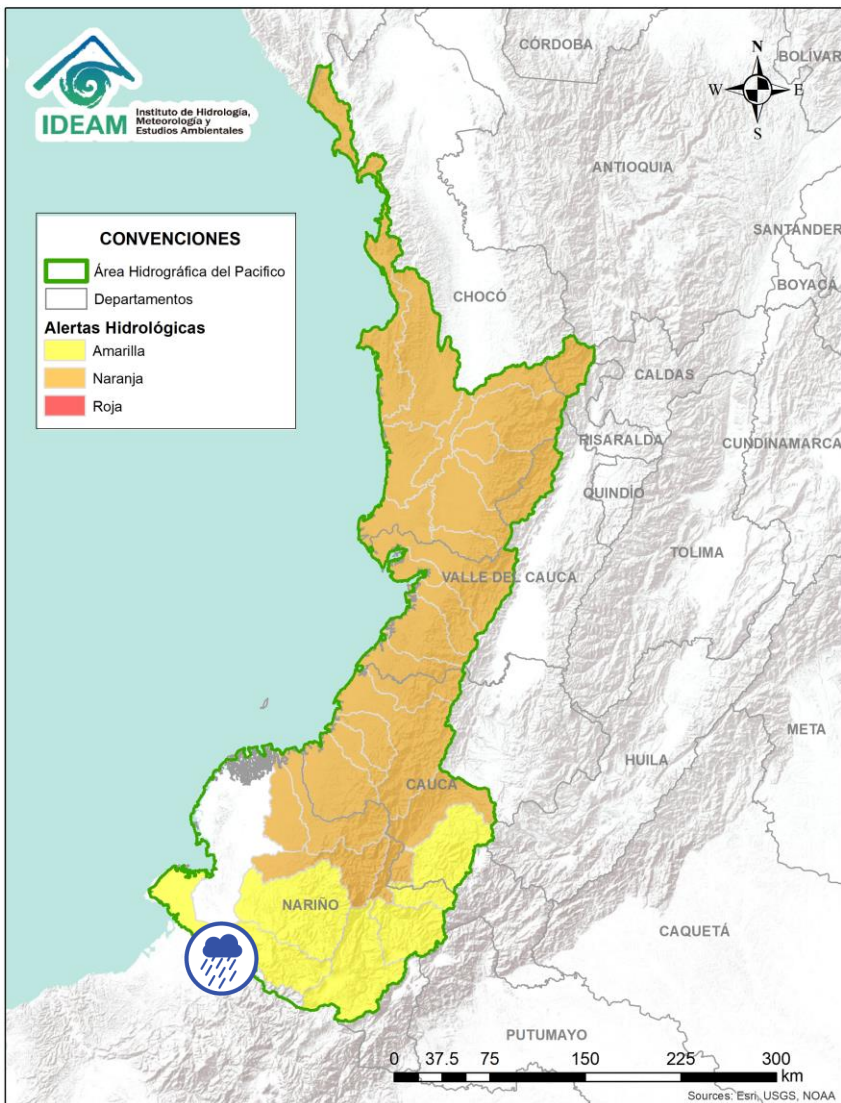 IDEAM
Instituto de Hidrología,
Meteorología y
Estudios Ambientales
CONVENCIONES
Área Hidrográfica del Pacifico
Departamentos
Alertas Hidrológicas
Amarilla
Naranja
Roja
N
W
E
S
CÓRDOBA
BOLÍVAR
ANTIOQUIA
SANTANDER
BOYACÁ
CHOCÓ
CALDAS
RISARALDA
CUNDINAMARCA
QUINDÍO
TOLIMA
VALLE DEL CAUCA
META
HUILA
CAUCA
NARIÑO
CAQUETÁ
PUTUMAYO
0 37.5 75 150 225 300
km
Sources: Esri, USGS, NOAA